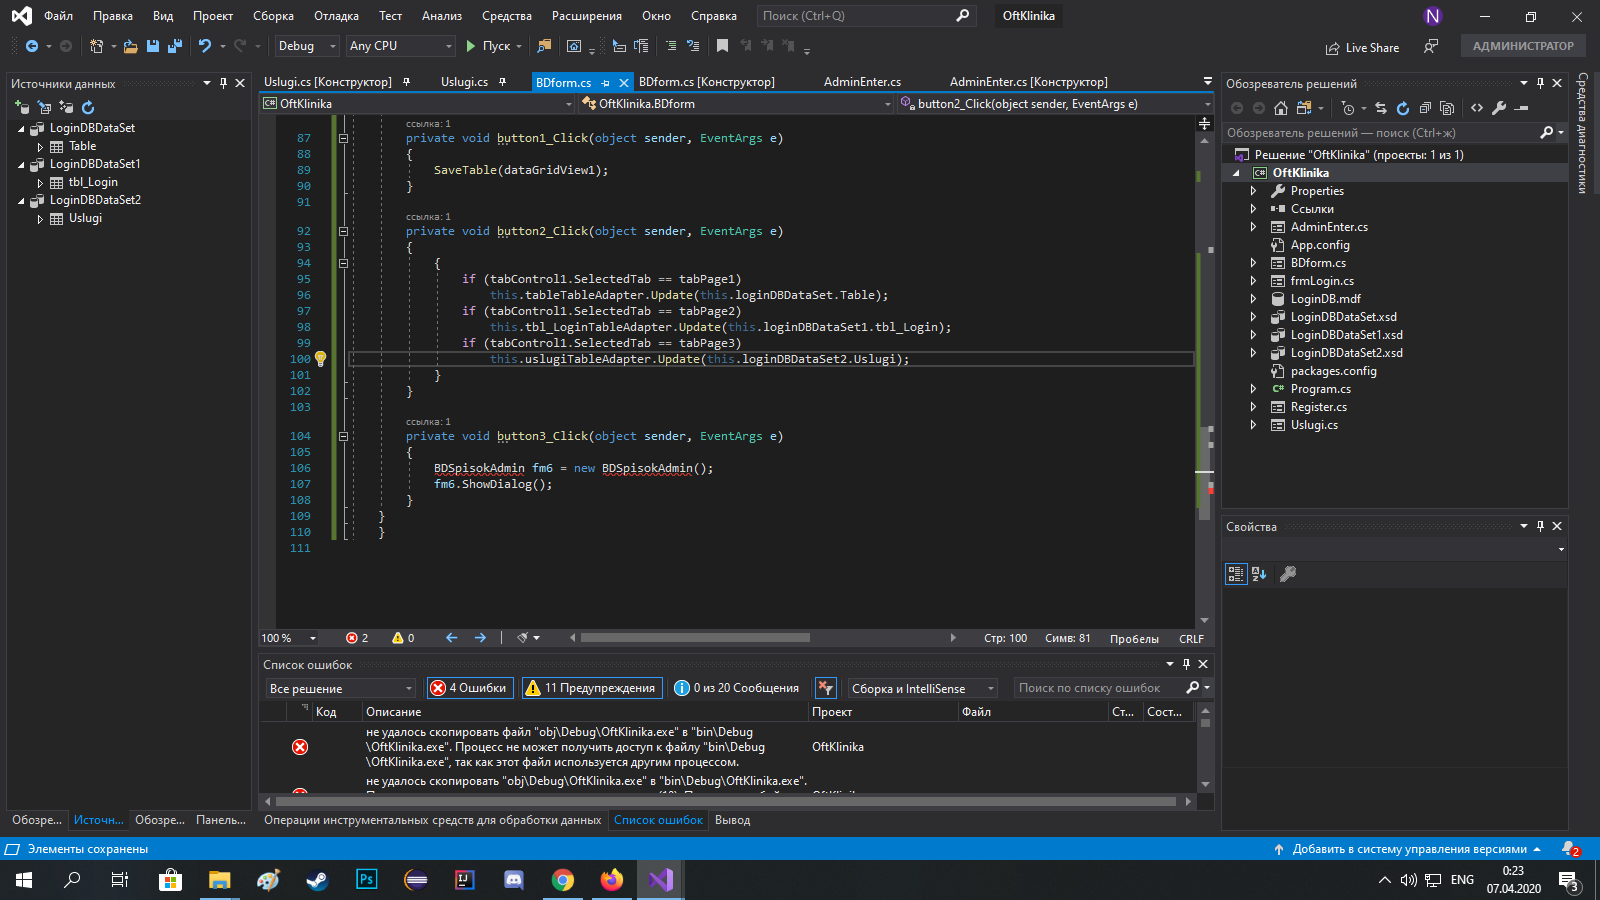 Файл Правка Вид Проект Сборка Отладка Тест Анализ Средства Расширения Окно Справка Поиск (Ctrl+Q) OftKlinika N
Debug Any CPU Пуск Live Share АДМИНИСТРАТОР
Источники данных
LoginDBDataSet
Table
LoginDBDataSet1
tbl_Login
LoginDBDataSet2
Uslugi
Uslugi.cs [Конструктор] Uslugi.cs BDform.cs BDform.cs [Конструктор] AdminEnter.cs AdminEnter.cs [Конструктор]
OftKlinika OftKlinika.BDform button2_Click(object sender, EventArgs e)
ссылка: 1
87 private void button1_Click(object sender, EventArgs e)
88 {
89 SaveTable(dataGridView1);
90 }
91
ссылка: 1
92 private void button2_Click(object sender, EventArgs e)
93 {
94 {
95 if (tabControl1.SelectedTab == tabPage1)
96 this.tableTableAdapter.Update(this.loginDBDataSet.Table);
97 if (tabControl1.SelectedTab == tabPage2)
98 this.tbl_LoginTableAdapter.Update(this.loginDBDataSet1.tbl_Login);
99 if (tabControl1.SelectedTab == tabPage3)
100 this.uslugiTableAdapter.Update(this.loginDBDataSet2.Uslugi);
101 }
102 }
103
ссылка: 1
104 private void button3_Click(object sender, EventArgs e)
105 {
106 BDSpisokAdmin fm6 = new BDSpisokAdmin();
107 fm6.ShowDialog();
108 }
109 }
110 }
111
100 % 2 0 Стр: 100 Симв: 81 Пробелы CRLF
Список ошибок
Все решение 4 Ошибки 11 Предупреждения 0 из 20 Сообщения Сборка и IntelliSense Поиск по списку ошибок
Код Описание Проект Файл Ст... Сост...
не удалось скопировать файл "obj\Debug\OftKlinika.exe" в "bin\Debug
\OftKlinika.exe". Процесс не может получить доступ к файлу "bin\Debug OftKlinika
\OftKlinika.exe", так как этот файл используется другим процессом.
не удалось скопировать "obj\Debug\OftKlinika.exe" в "bin\Debug\OftKlinika.exe".
Обозре... Источн... Обозре... Панель... Операции инструментальных средств для обработки данных Список ошибок Вывод
Обозреватель решений
Обозреватель решений — поиск (Ctrl+ж)
Решение "OftKlinika" (проекты: 1 из 1)
OftKlinika
Properties
Ссылки
AdminEnter.cs
App.config
BDform.cs
frmLogin.cs
LoginDB.mdf
LoginDBDataSet.xsd
LoginDBDataSet1.xsd
LoginDBDataSet2.xsd
packages.config
Program.cs
Register.cs
Uslugi.cs
Свойства
Средства диагностики
Элементы сохранены Добавить в систему управления версиями 2
ENG 0:23
07.04.2020 3